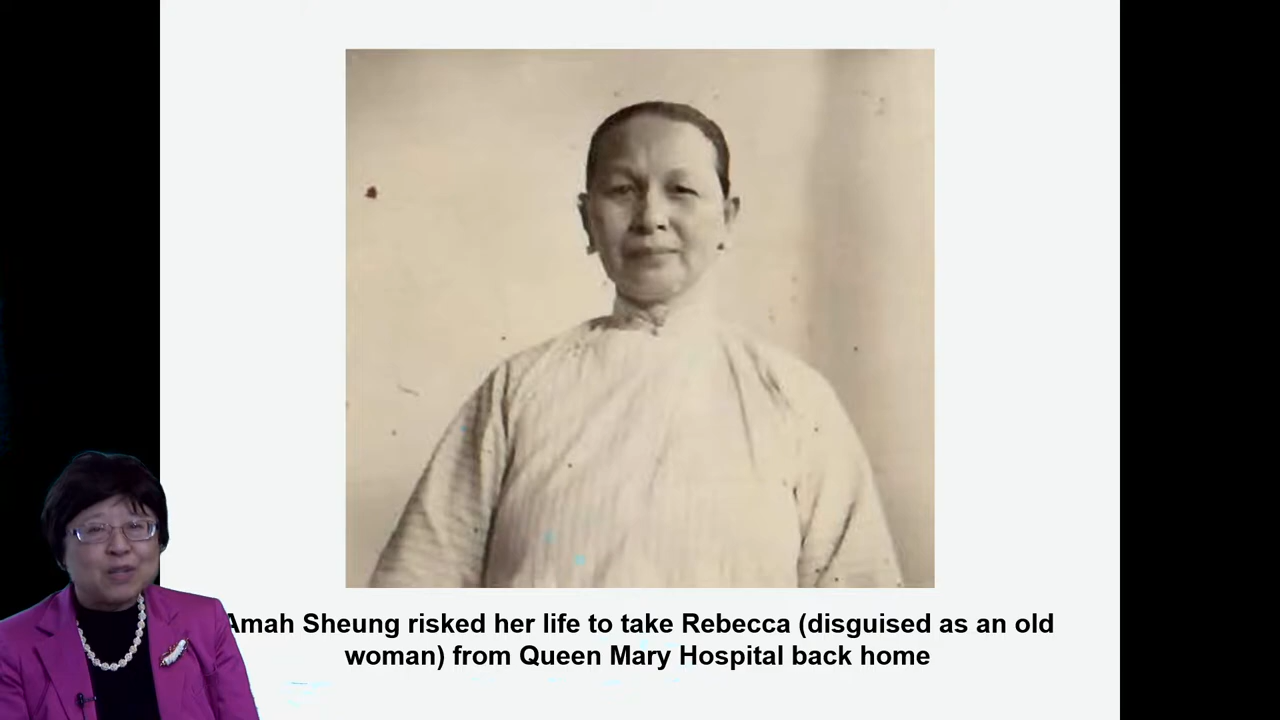 Amah Sheung risked her life to take Rebecca (disguised as an old
woman) from Queen Mary Hospital back home